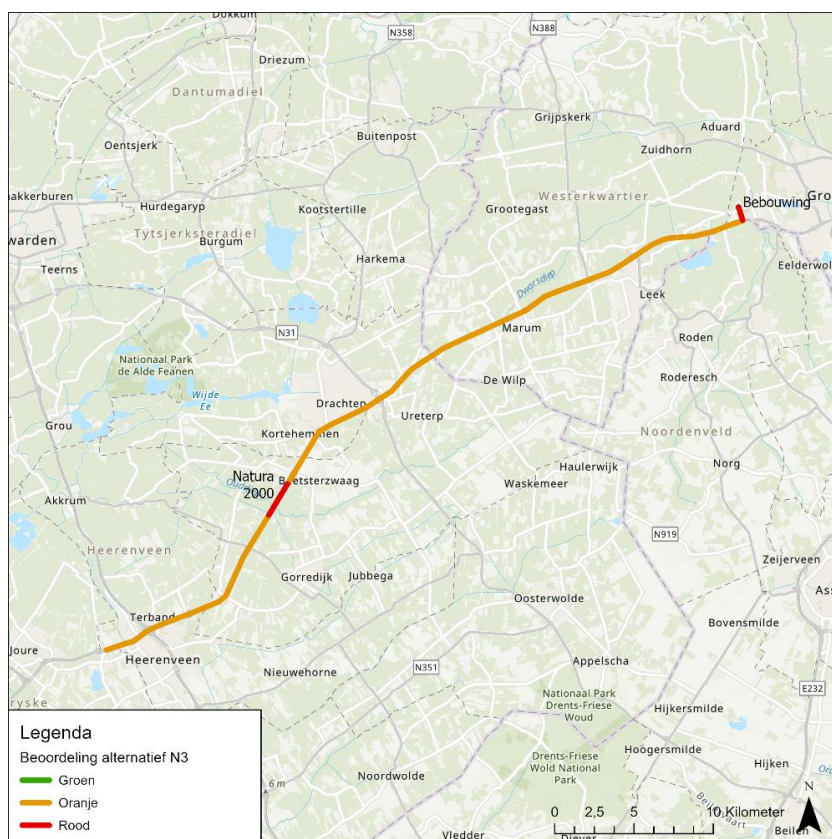 Dokkum
N358
N388
Driezum
Dantumadiel
Grijpskerk
Aduard
Buitenpost
Zuidhorn
Oentsjerk
Westerkwartier
Bebouwing
Hurdegaryp
Kootstertille
Grootegast
Tytsjerksteradiel
Burgum
Harkema
Teerns
Dwarsdiep
Leek
N31
Marum
Roden
Nationaal Park
de Alde Feanen
De Wilp
Roderesch
Wijde
Ee
Drachten
Ureterp
Grou
Kortehemmen
Noordenveld
Natura
2000
Beetsterzwaag
Haulerwijk
Norg
Waskemeer
Akkrum
N919
Heerenveen
Zeijerveen
Gorredijk
Jubbega
Oosterwolde
Terband
Bovensmilde
Joure
Heerenveen
Nieuwehorne
N351
Appelscha
E232
Nationaal Park
Drents-Friese
Woud
Hijkersmilde
Hoogersmilde
Drents-Friese
Wold National
Park
Hijken
Noordwolde
6 m
Vledder
Diever
Beilen
Legenda
Beoordeling alternatief N3
Groen
Oranje
Rood
0 2,5 5 10 Kilometer
N